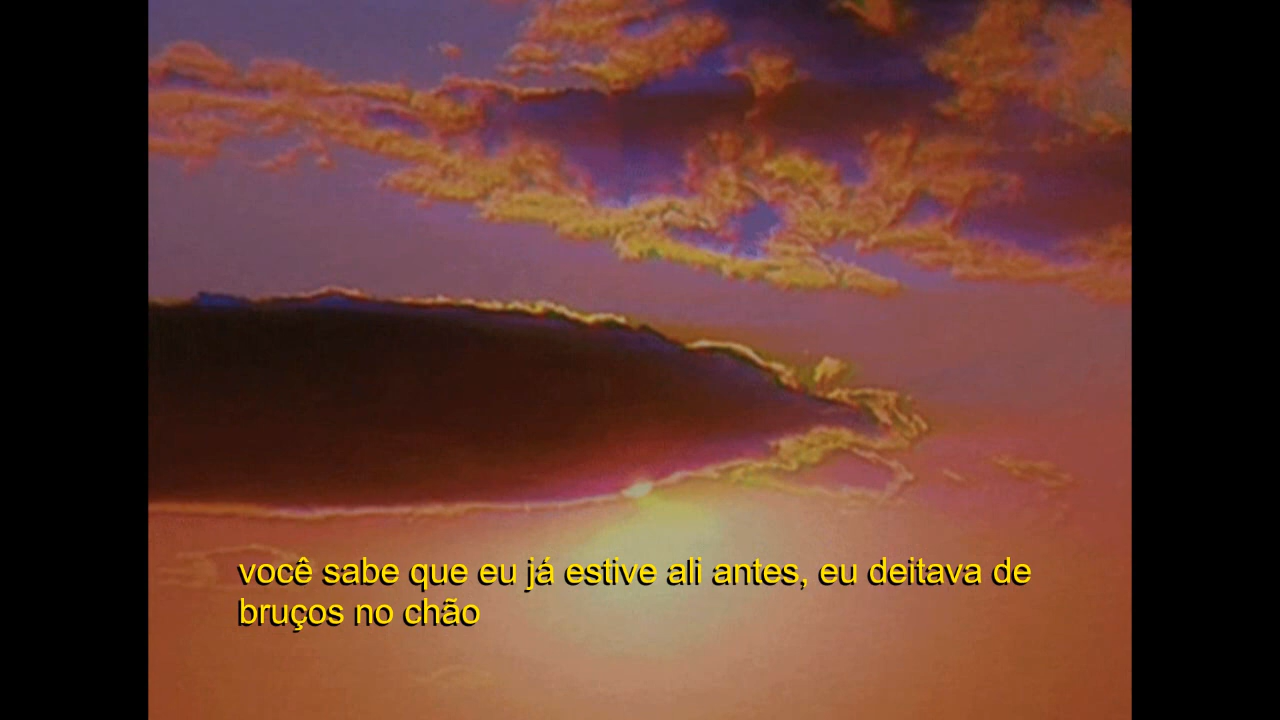 você sabe que eu já estive ali antes, eu deitava de
bruços no chão